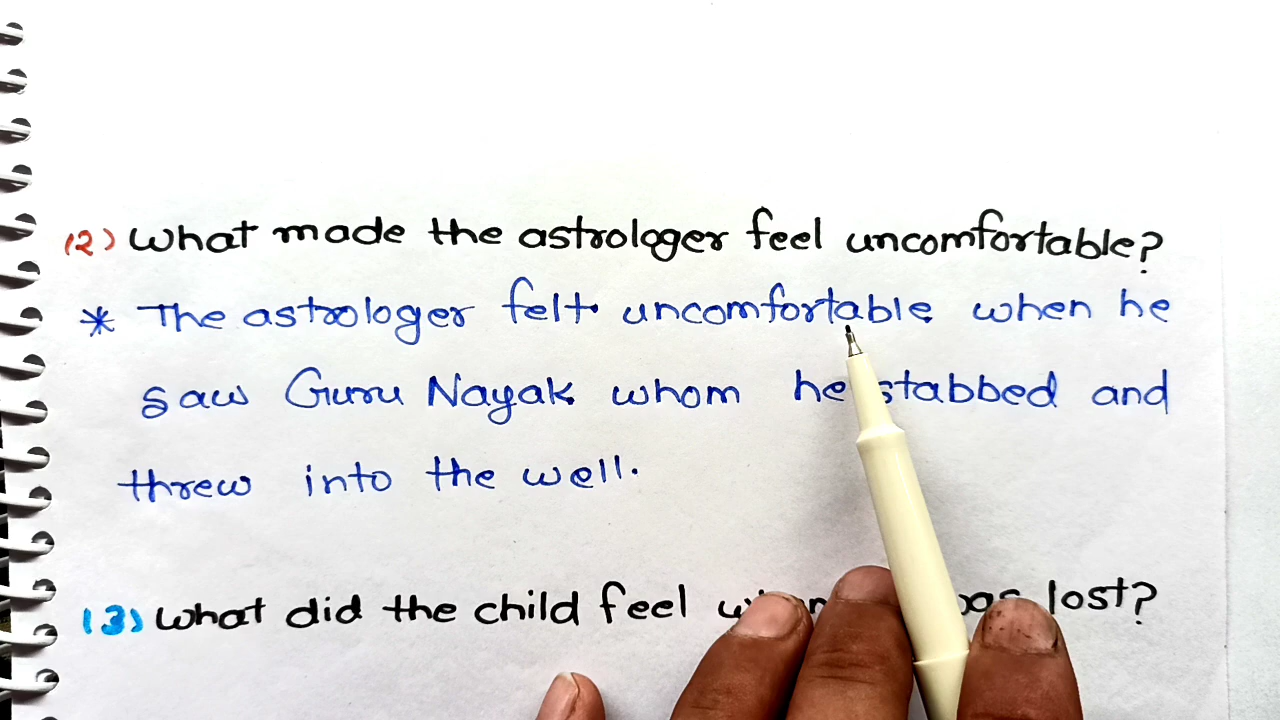 (2) What made the astrologer feel uncomfortable?
* The astrologer felt uncomfortable when he
saw Guru Nayak whom he stabbed and
threw into the well.
(3) What did the child feel lost?